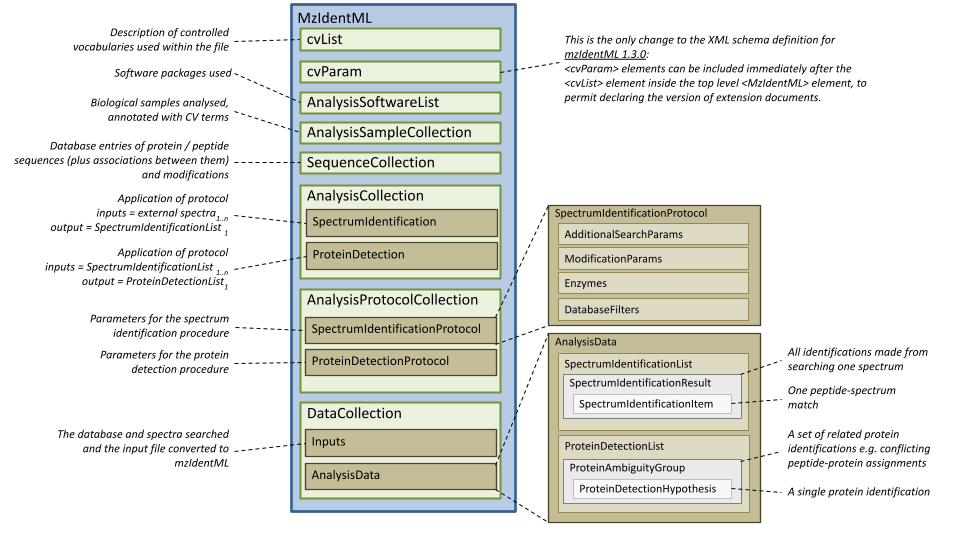 MzIdentML
Description of controlled
vocabularies used within the file
cvList
cvParam
This is the only change to the XML schema definition for
mzIdentML 1.3.0:
<cvParam> elements can be included immediately after the
<cvList> element inside the top level <MzIdentML> element, to
permit declaring the version of extension documents.
Software packages used
AnalysisSoftwareList
Biological samples analysed,
annotated with CV terms
AnalysisSampleCollection
Database entries of protein / peptide
sequences (plus associations between them)
and modifications
SequenceCollection
AnalysisCollection
Application of protocol
inputs = external spectra1..n
output = SpectrumIdentificationList 1
SpectrumIdentification
Application of protocol
inputs = SpectrumIdentificationList 1..n
output = ProteinDetectionList1
ProteinDetection
AnalysisProtocolCollection
Parameters for the spectrum
identification procedure
SpectrumIdentificationProtocol
Parameters for the protein
detection procedure
ProteinDetectionProtocol
DataCollection
The database and spectra searched
and the input file converted to
mzIdentML
Inputs
AnalysisData
SpectrumIdentificationProtocol
AdditionalSearchParams
ModificationParams
Enzymes
DatabaseFilters
AnalysisData
SpectrumIdentificationList
SpectrumIdentificationResult
SpectrumIdentificationItem
All identifications made from
searching one spectrum
One peptide-spectrum
match
ProteinDetectionList
ProteinAmbiguityGroup
ProteinDetectionHypothesis
A set of related protein
identifications e.g. conflicting
peptide-protein assignments
A single protein identification